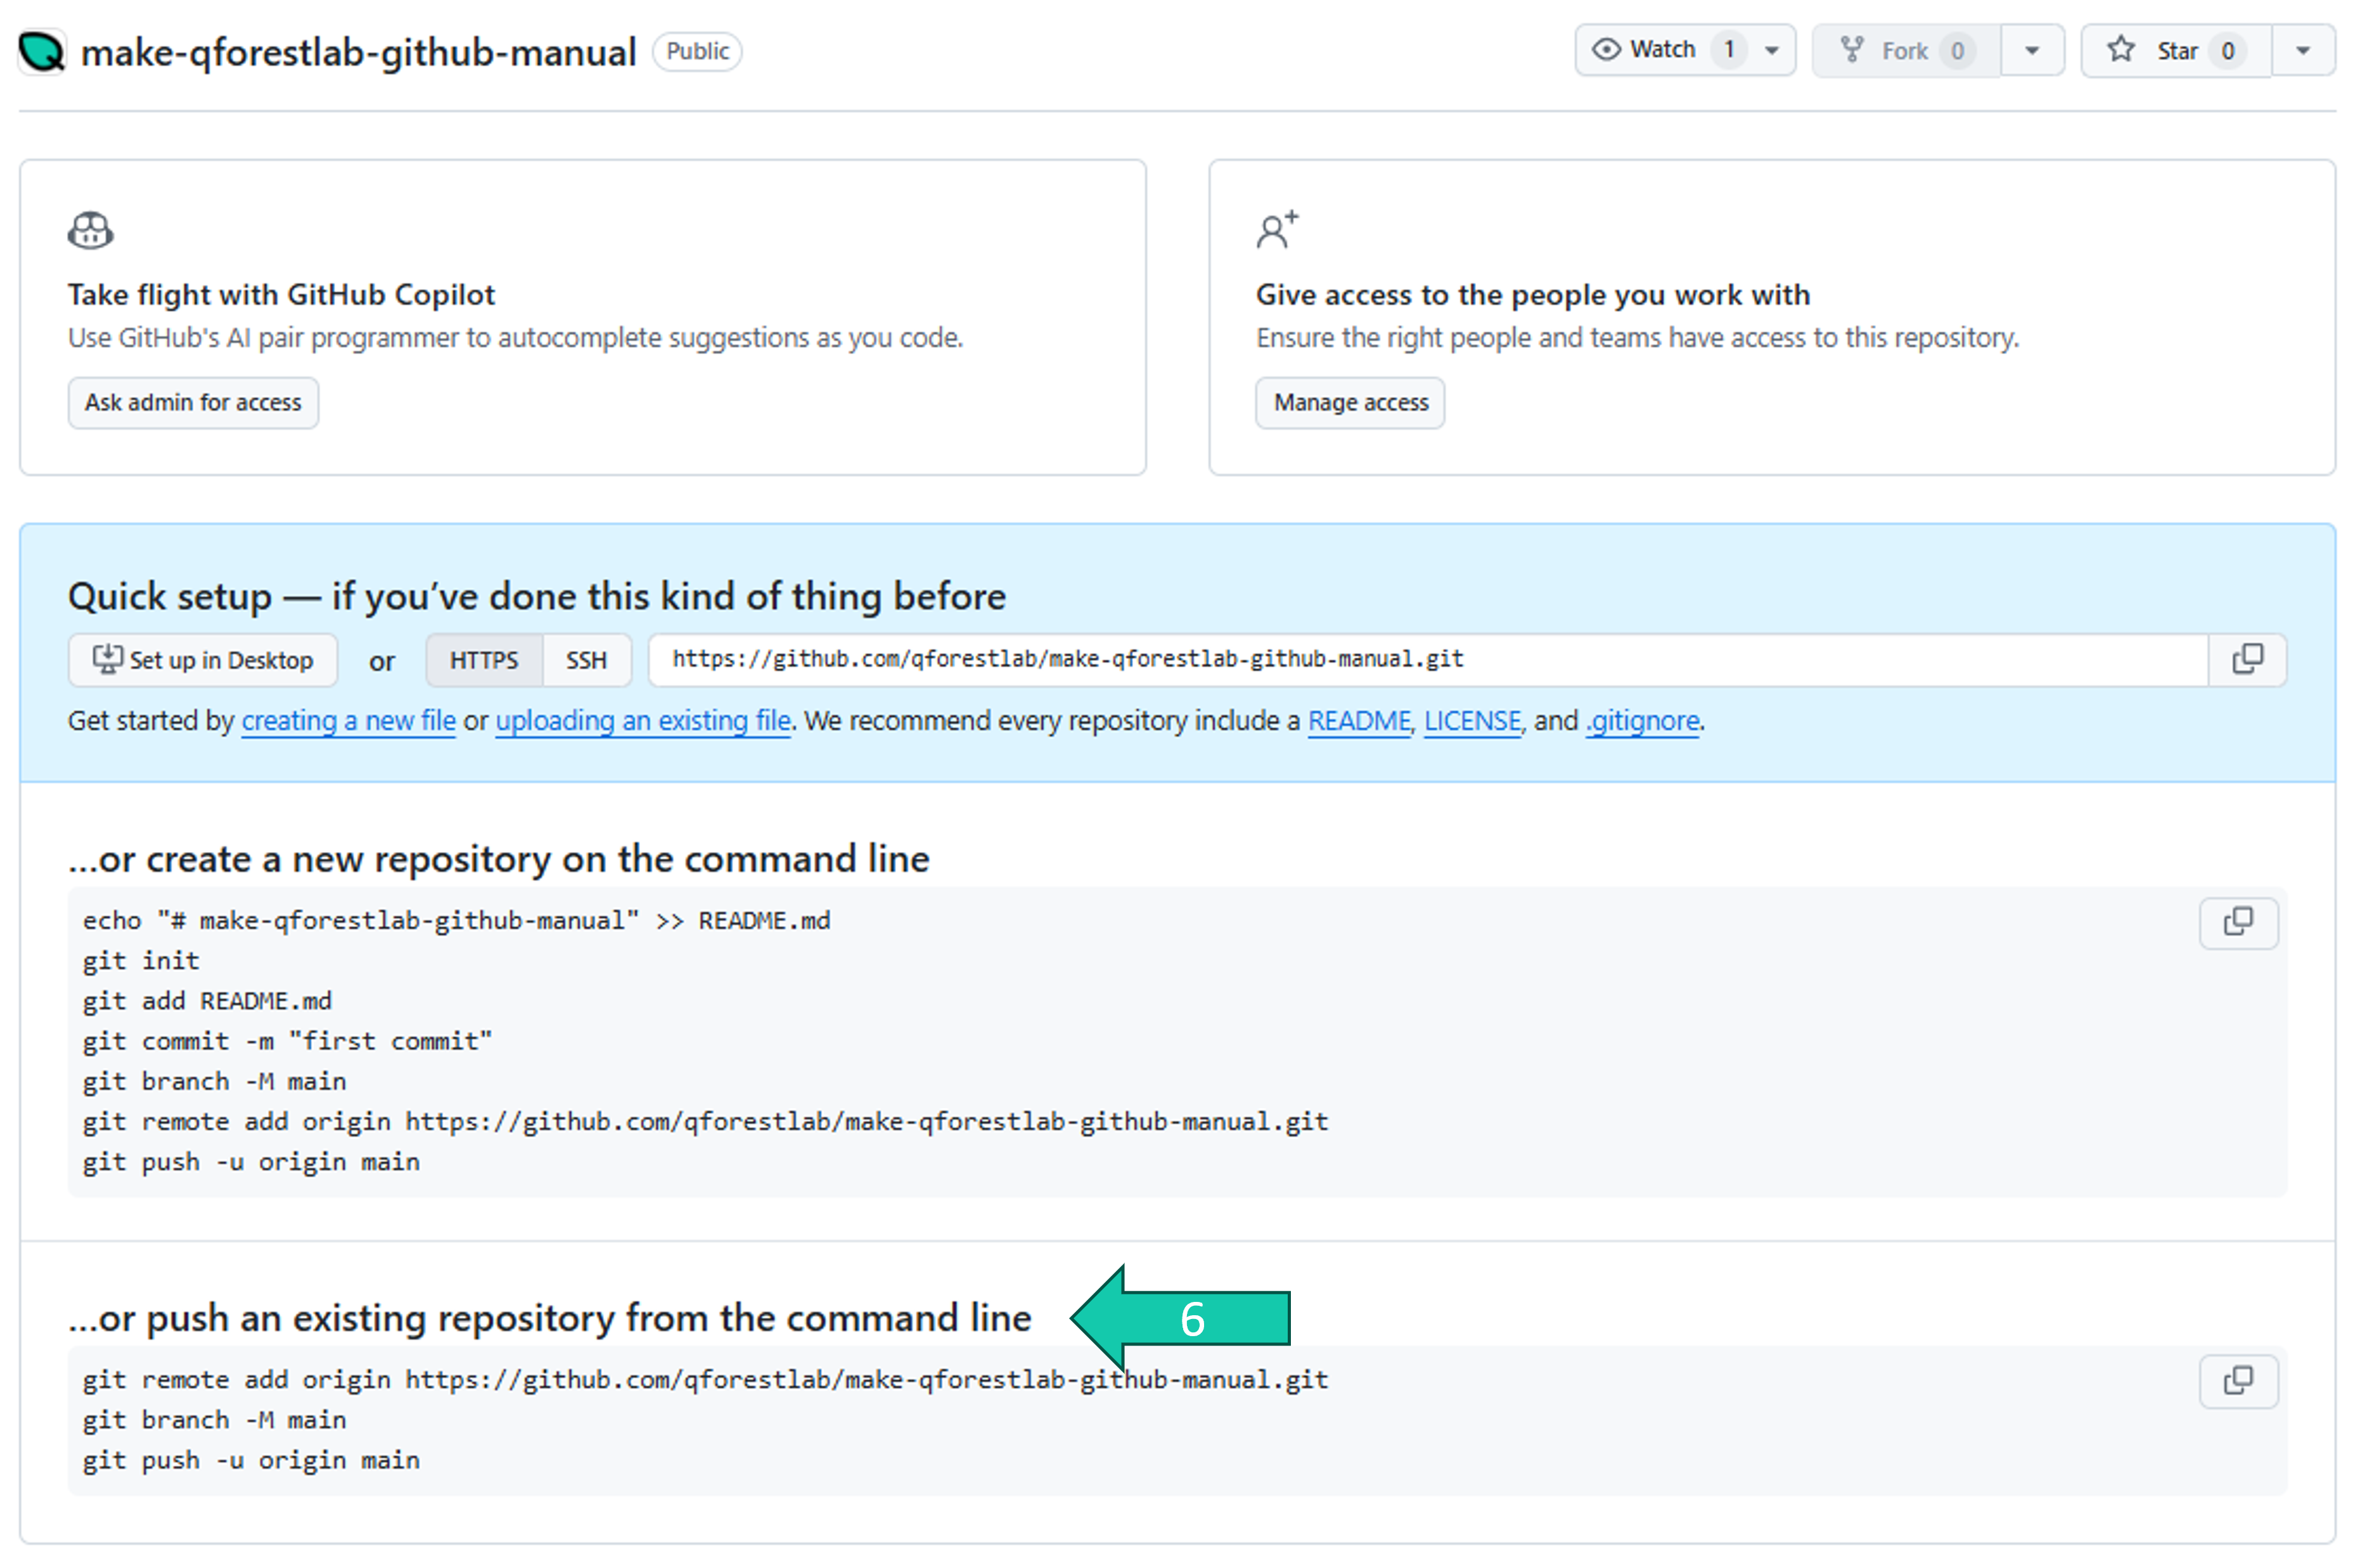 make-qforestlab-github-manual Public Watch 1 Fork 0 Star 0
Take flight with GitHub Copilot
Use GitHub's AI pair programmer to autocomplete suggestions as you code.
Ask admin for access
Give access to the people you work with
Ensure the right people and teams have access to this repository.
Manage access
Quick setup — if you’ve done this kind of thing before
Set up in Desktop or HTTPS SSH https://github.com/qforestlab/make-qforestlab-github-manual.git
Get started by creating a new file or uploading an existing file. We recommend every repository include a README, LICENSE, and .gitignore.
...or create a new repository on the command line
echo "# make-qforestlab-github-manual" >> README.md
git init
git add README.md
git commit -m "first commit"
git branch -M main
git remote add origin https://github.com/qforestlab/make-qforestlab-github-manual.git
git push -u origin main
...or push an existing repository from the command line 6
git remote add origin https://github.com/qforestlab/make-qforestlab-github-manual.git
git branch -M main
git push -u origin main